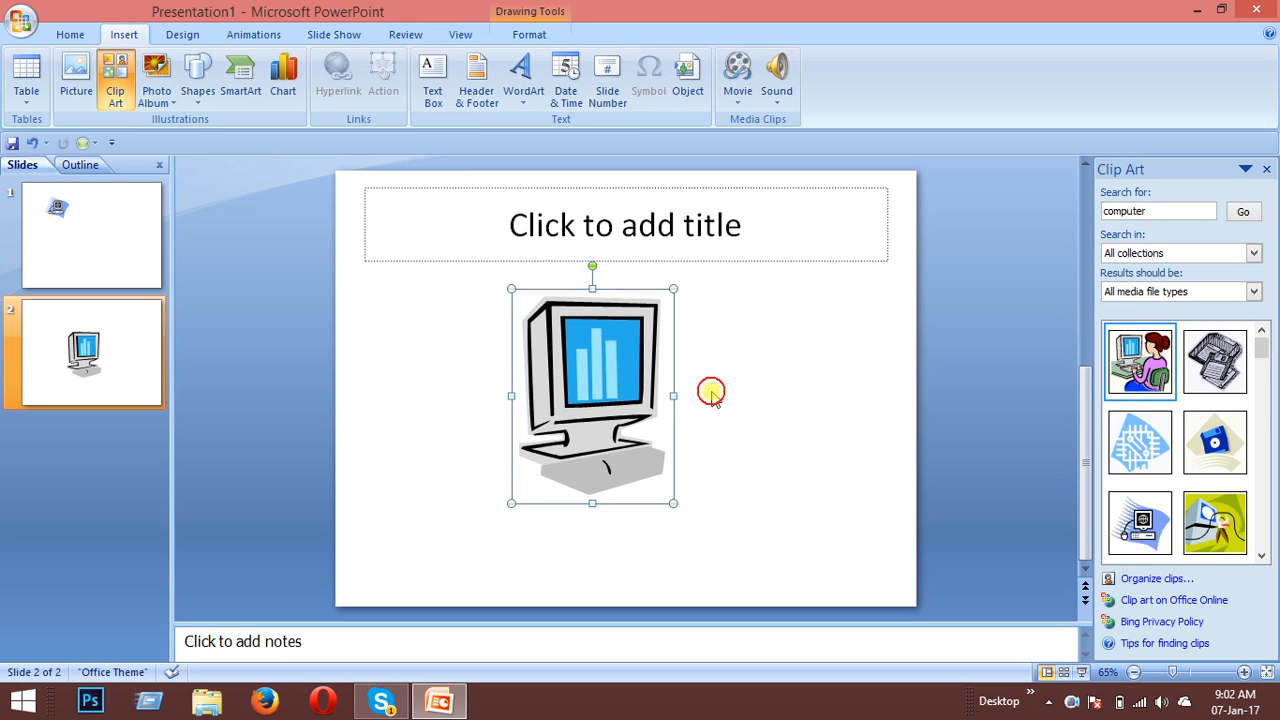 Presentation1 - Microsoft PowerPoint
Drawing Tools
Home Insert Design Animations Slide Show Review View Format
Table Picture Clip Art Photo Album Shapes SmartArt Chart Hyperlink Action Text Box Header & Footer WordArt Date & Time Slide Number Symbol Object Movie Sound
Tables Illustrations Links Text Media Clips
Slides Outline
1
2
Click to add title
Click to add notes
Clip Art
Search for:
computer Go
Search in:
All collections
Results should be:
All media file types
Organize clips...
Clip art on Office Online
Bing Privacy Policy
Tips for finding clips
Slide 2 of 2 "Office Theme" 65%
Ps S 1 Desktop
9:02 AM
07-Jan-17